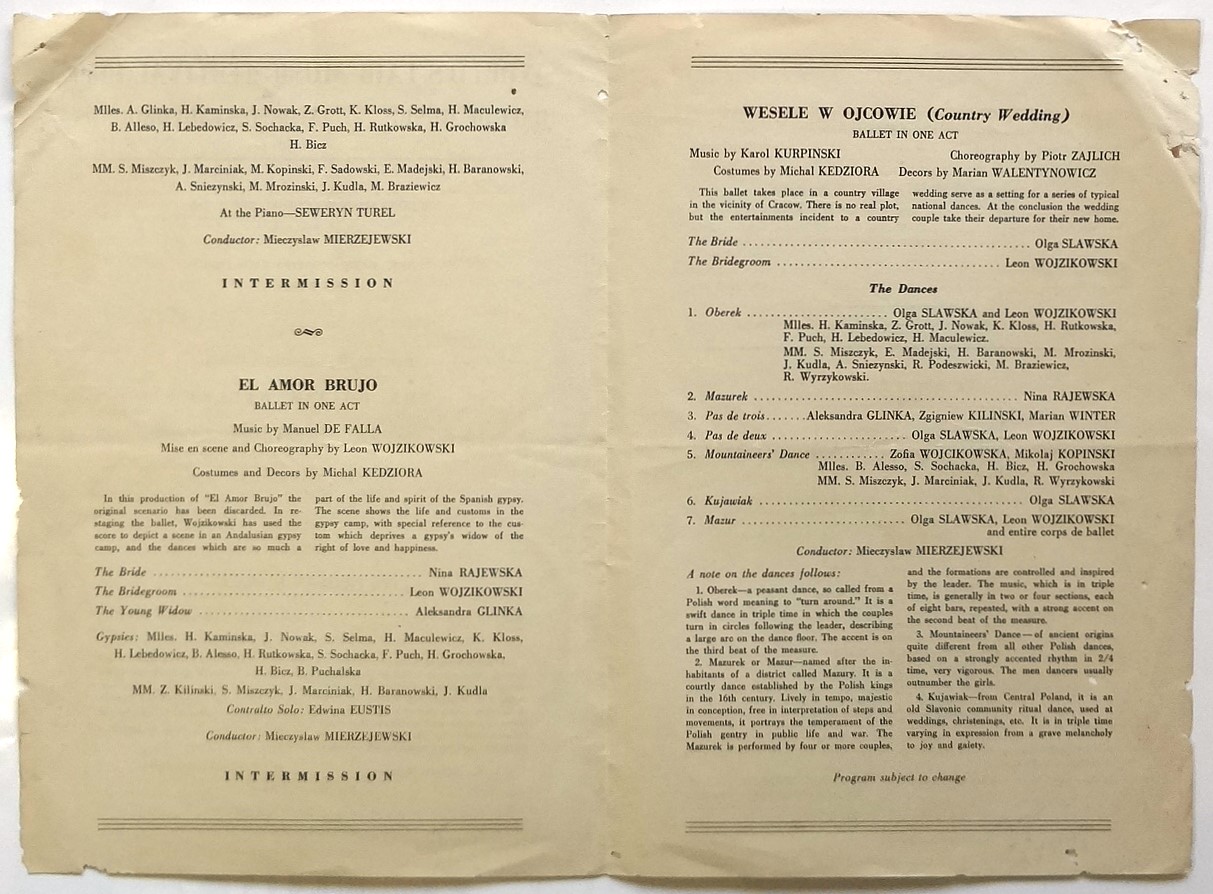 Mlles. A. Glinka, H. Kaminska, J. Nowak, Z. Grott, K. Kloss, S. Selma, H. Maculewicz,
B. Alleso, H. Lebedowicz, S. Sochacka, F. Puch, H. Rutkowska, H. Grochowska
H. Bicz
MM. S. Miszczyk, J. Marciniak, M. Kopinski, F. Sadowski, E. Madejski, H. Baranowski,
A. Sniezynski, M. Mrozinski, J. Kudla, M. Braziewicz
At the Piano—SEWERYN TUREL
Conductor: Mieczyslaw MIERZEJEWSKI
INTERMISSION
EL AMOR BRUJO
BALLET IN ONE ACT
Music by Manuel DE FALLA
Mise en scene and Choreography by Leon WOJZIKOWSKI
Costumes and Decors by Michal KEDZIORA
In this production of "El Amor Brujo" the
original scenario has been discarded. In re-
staging the ballet, Wojzikowski has used the
score to depict a scene in an Andalusian gypsy
camp, and the dances which are so much a
part of the life and spirit of the Spanish gypsy.
The scene shows the life and customs in the
gypsy camp, with special reference to the cus-
tom which deprives a gypsy's widow of the
right of love and happiness.
The Bride ........................................ Nina RAJEWSKA
The Bridegroom ................................... Leon WOJZIKOWSKI
The Young Widow ................................ Aleksandra GLINKA
Gypsies: Mlles. H. Kaminska, J. Nowak, S. Selma, H. Maculewicz, K. Kloss,
H. Lebedowicz, B. Alesso, H. Rutkowska, S. Sochacka, F. Puch, H. Grochowska,
H. Bicz, B. Puchalska
MM. Z. Kilinski, S. Miszczyk, J. Marciniak, H. Baranowski, J. Kudla
Contralto Solo: Edwina EUSTIS
Conductor: Mieczyslaw MIERZEJEWSKI
INTERMISSION
WESELE W OJCOWIE (Country Wedding)
BALLET IN ONE ACT
Music by Karol KURPINSKI Choreography by Piotr ZAJLICH
Costumes by Michal KEDZIORA Decors by Marian WALENTYNOWICZ
This ballet takes place in a country village
in the vicinity of Cracow. There is no real plot,
but the entertainments incident to a country
wedding serve as a setting for a series of typical
national dances. At the conclusion the wedding
couple take their departure for their new home.
The Bride ........................................ Olga SLAWSKA
The Bridegroom ................................... Leon WOJZIKOWSKI
The Dances
1. Oberek ...................... Olga SLAWSKA and Leon WOJZIKOWSKI
Mlles. H. Kaminska, Z. Grott, J. Nowak, K. Kloss, H. Rutkowska,
F. Puch, H. Lebedowicz, H. Maculewicz.
MM. S. Miszczyk, E. Madejski, H. Baranowski, M. Mrozinski,
J. Kudla, A. Sniezynski, R. Podeszwicki, M. Braziewicz,
R. Wyrzykowski.
2. Mazurek ........................................ Nina RAJEWSKA
3. Pas de trois.......Aleksandra GLINKA, Zgigniew KILINSKI, Marian WINTER
4. Pas de deux ..................... Olga SLAWSKA, Leon WOJZIKOWSKI
5. Mountaineers' Dance ............ Zofia WOJCIKOWSKA, Mikolaj KOPINSKI
Mlles. B. Alesso, S. Sochacka, H. Bicz, H. Grochowska
MM. S. Miszczyk, J. Marciniak, J. Kudla, R. Wyrzykowski
6. Kujawiak ........................................ Olga SLAWSKA
7. Mazur .......................... Olga SLAWSKA, Leon WOJZIKOWSKI
and entire corps de ballet
Conductor: Mieczyslaw MIERZEJEWSKI
A note on the dances follows:
1. Oberek—a peasant dance, so called from a
Polish word meaning to "turn around." It is a
swift dance in triple time in which the couples
turn in circles following the leader, describing
a large arc on the dance floor. The accent is on
the third beat of the measure.
2. Mazurek or Mazur—named after the in-
habitants of a district called Mazury. It is a
courtly dance established by the Polish kings
in the 16th century. Lively in tempo, majestic
in conception, free in interpretation of steps and
movements, it portrays the temperament of the
Polish gentry in public life and war. The
Mazurek is performed by four or more couples,
and the formations are controlled and inspired
by the leader. The music, which is in triple
time, is generally in two or four sections, each
of eight bars, repeated, with a strong accent on
the second beat of the measure.
3. Mountaineers' Dance—of ancient origins
quite different from all other Polish dances,
based on a strongly accented rhythm in 2/4
time, very vigorous. The men dancers usually
outnumber the girls.
4. Kujawiak—from Central Poland, it is an
old Slavonic community ritual dance, used at
weddings, christenings, etc. It is in triple time
varying in expression from a grave melancholy
to joy and gaiety.
Program subject to change